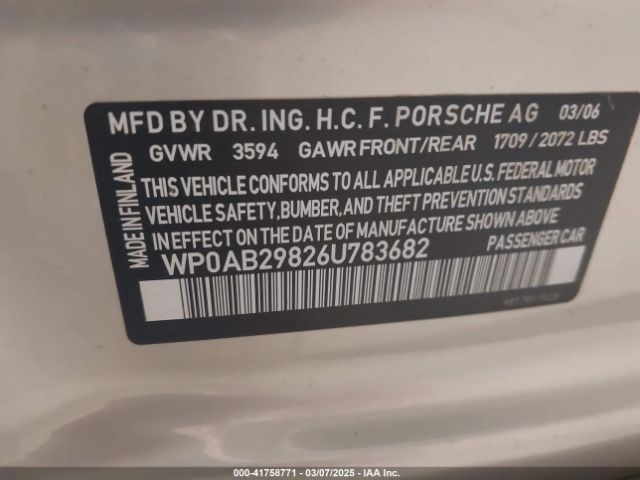 MFD BY DR. ING. H.C. F. PORSCHE AG 03/06
GVWR 3594 GAWR FRONT/REAR 1709 / 2072 LBS
THIS VEHICLE CONFORMS TO ALL APPLICABLE U.S. FEDERAL MOTOR
VEHICLE SAFETY, BUMPER, AND THEFT PREVENTION STANDARDS
IN EFFECT ON THE DATE OF MANUFACTURE SHOWN ABOVE
WP0AB29826U783682 PASSENGER CAR
MADE IN FINLAND
000-41758771 — 03/07/2025 - IAA Inc.